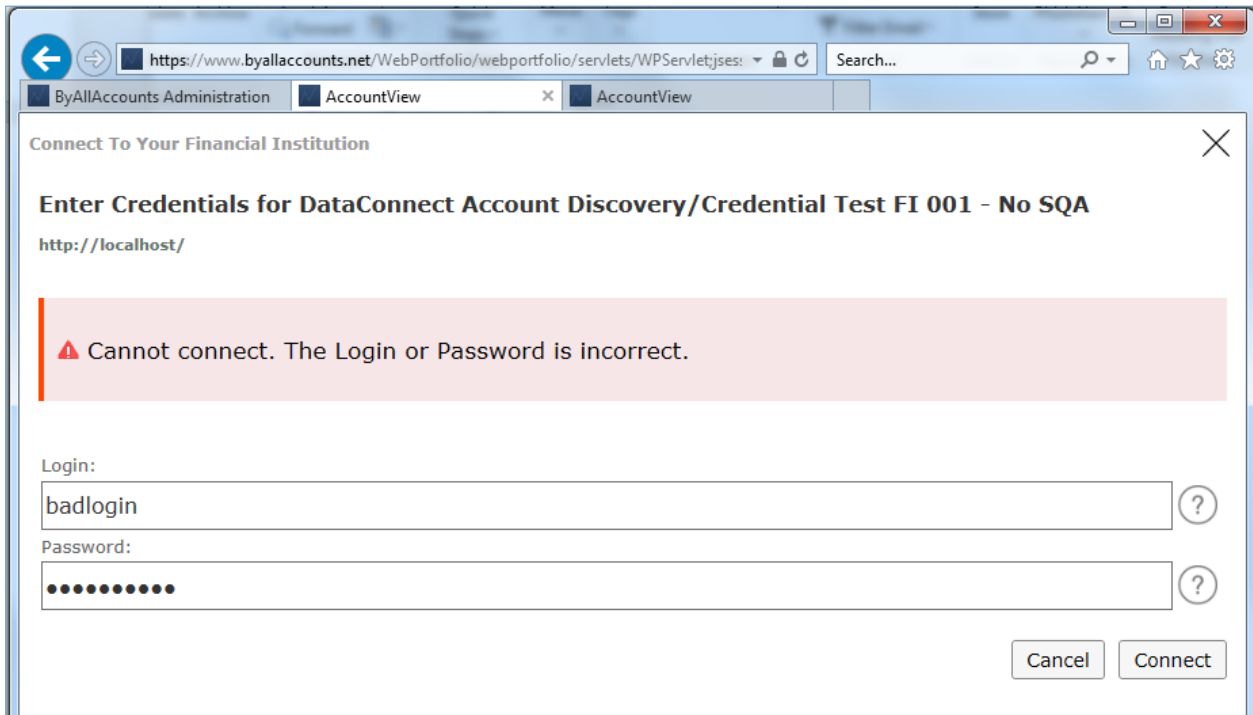 https://www.byallaccounts.net/WebPortfolio/webportfolio/servlets/WPServlet;jses:
Search...
ByAllAccounts Administration
AccountView
AccountView
Connect To Your Financial Institution
Enter Credentials for DataConnect Account Discovery/Credential Test FI 001 - No SQA
http://localhost/
Cannot connect. The Login or Password is incorrect.
Login:
badlogin
?
Password:
••••••••••
?
Cancel
Connect